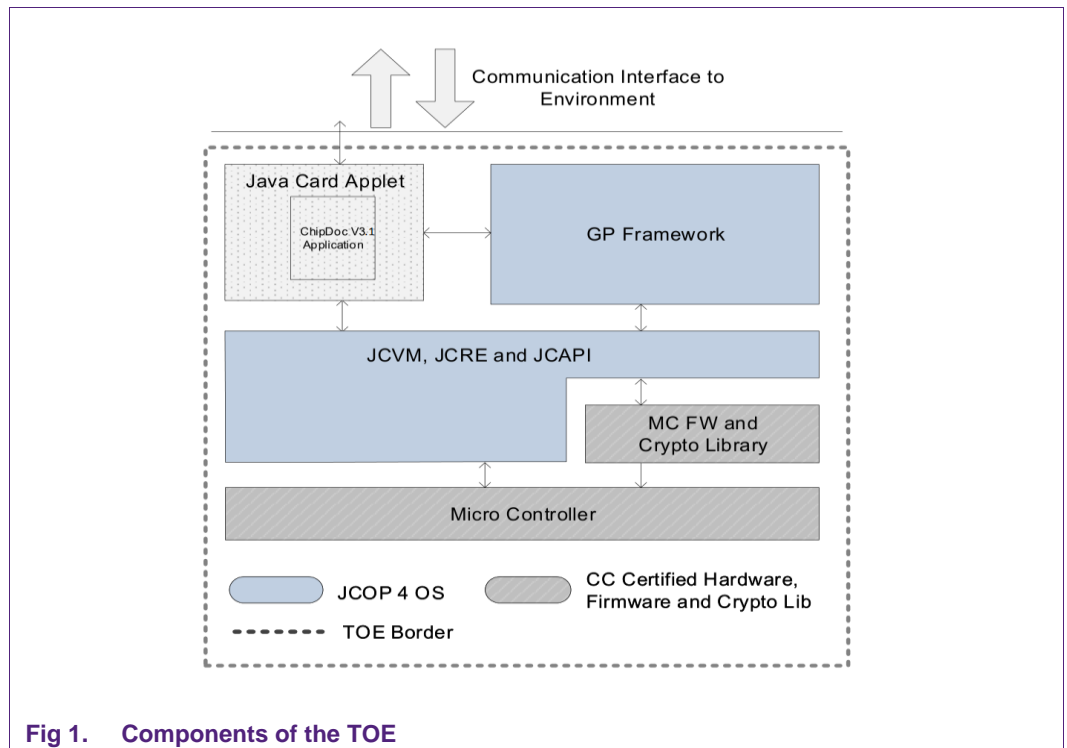 Communication Interface to
Environment
Java Card Applet
ChipDoc V3.1
Application
GP Framework
JCVM, JCRE and JCAPI
MC FW and
Crypto Library
Micro Controller
JCOP 4 OS
CC Certified Hardware,
Firmware and Crypto Lib
TOE Border
Fig 1. Components of the TOE